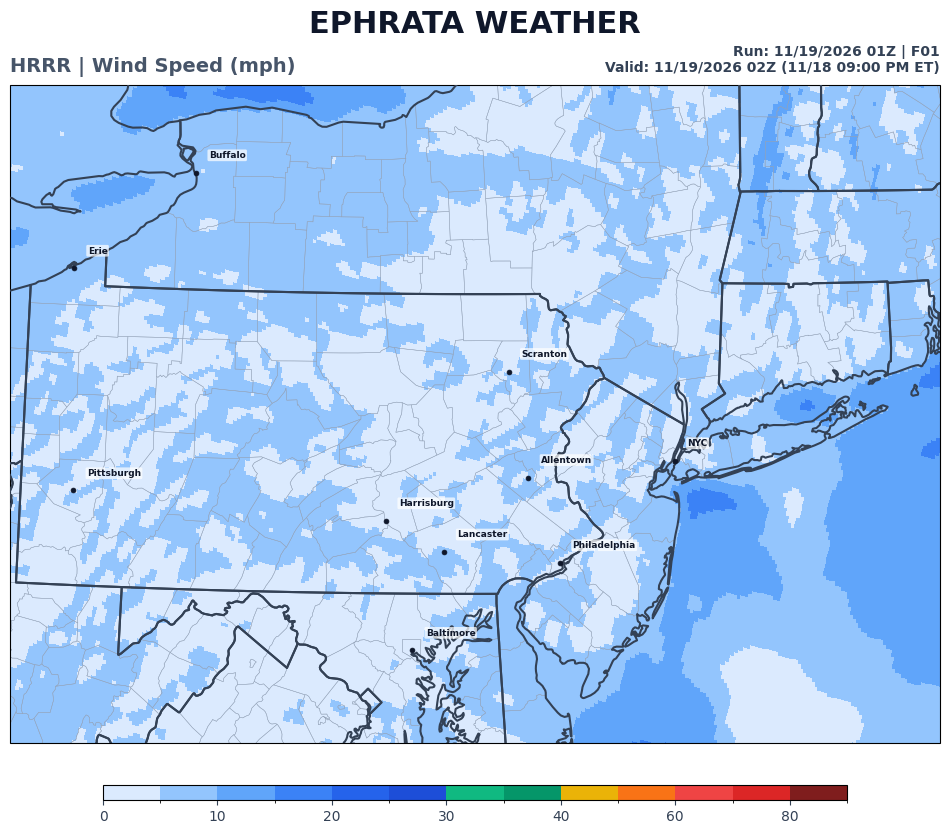 EPHRATA WEATHER
HRRR | Wind Speed (mph)
Run: 11/19/2026 01Z | F01
Valid: 11/19/2026 02Z (11/18 09:00 PM ET)
Buffalo
Erie
Scranton
NYC
Allentown
Pittsburgh
Harrisburg
Lancaster
Philadelphia
Baltimore
0 10 20 30 40 50 60 70 80